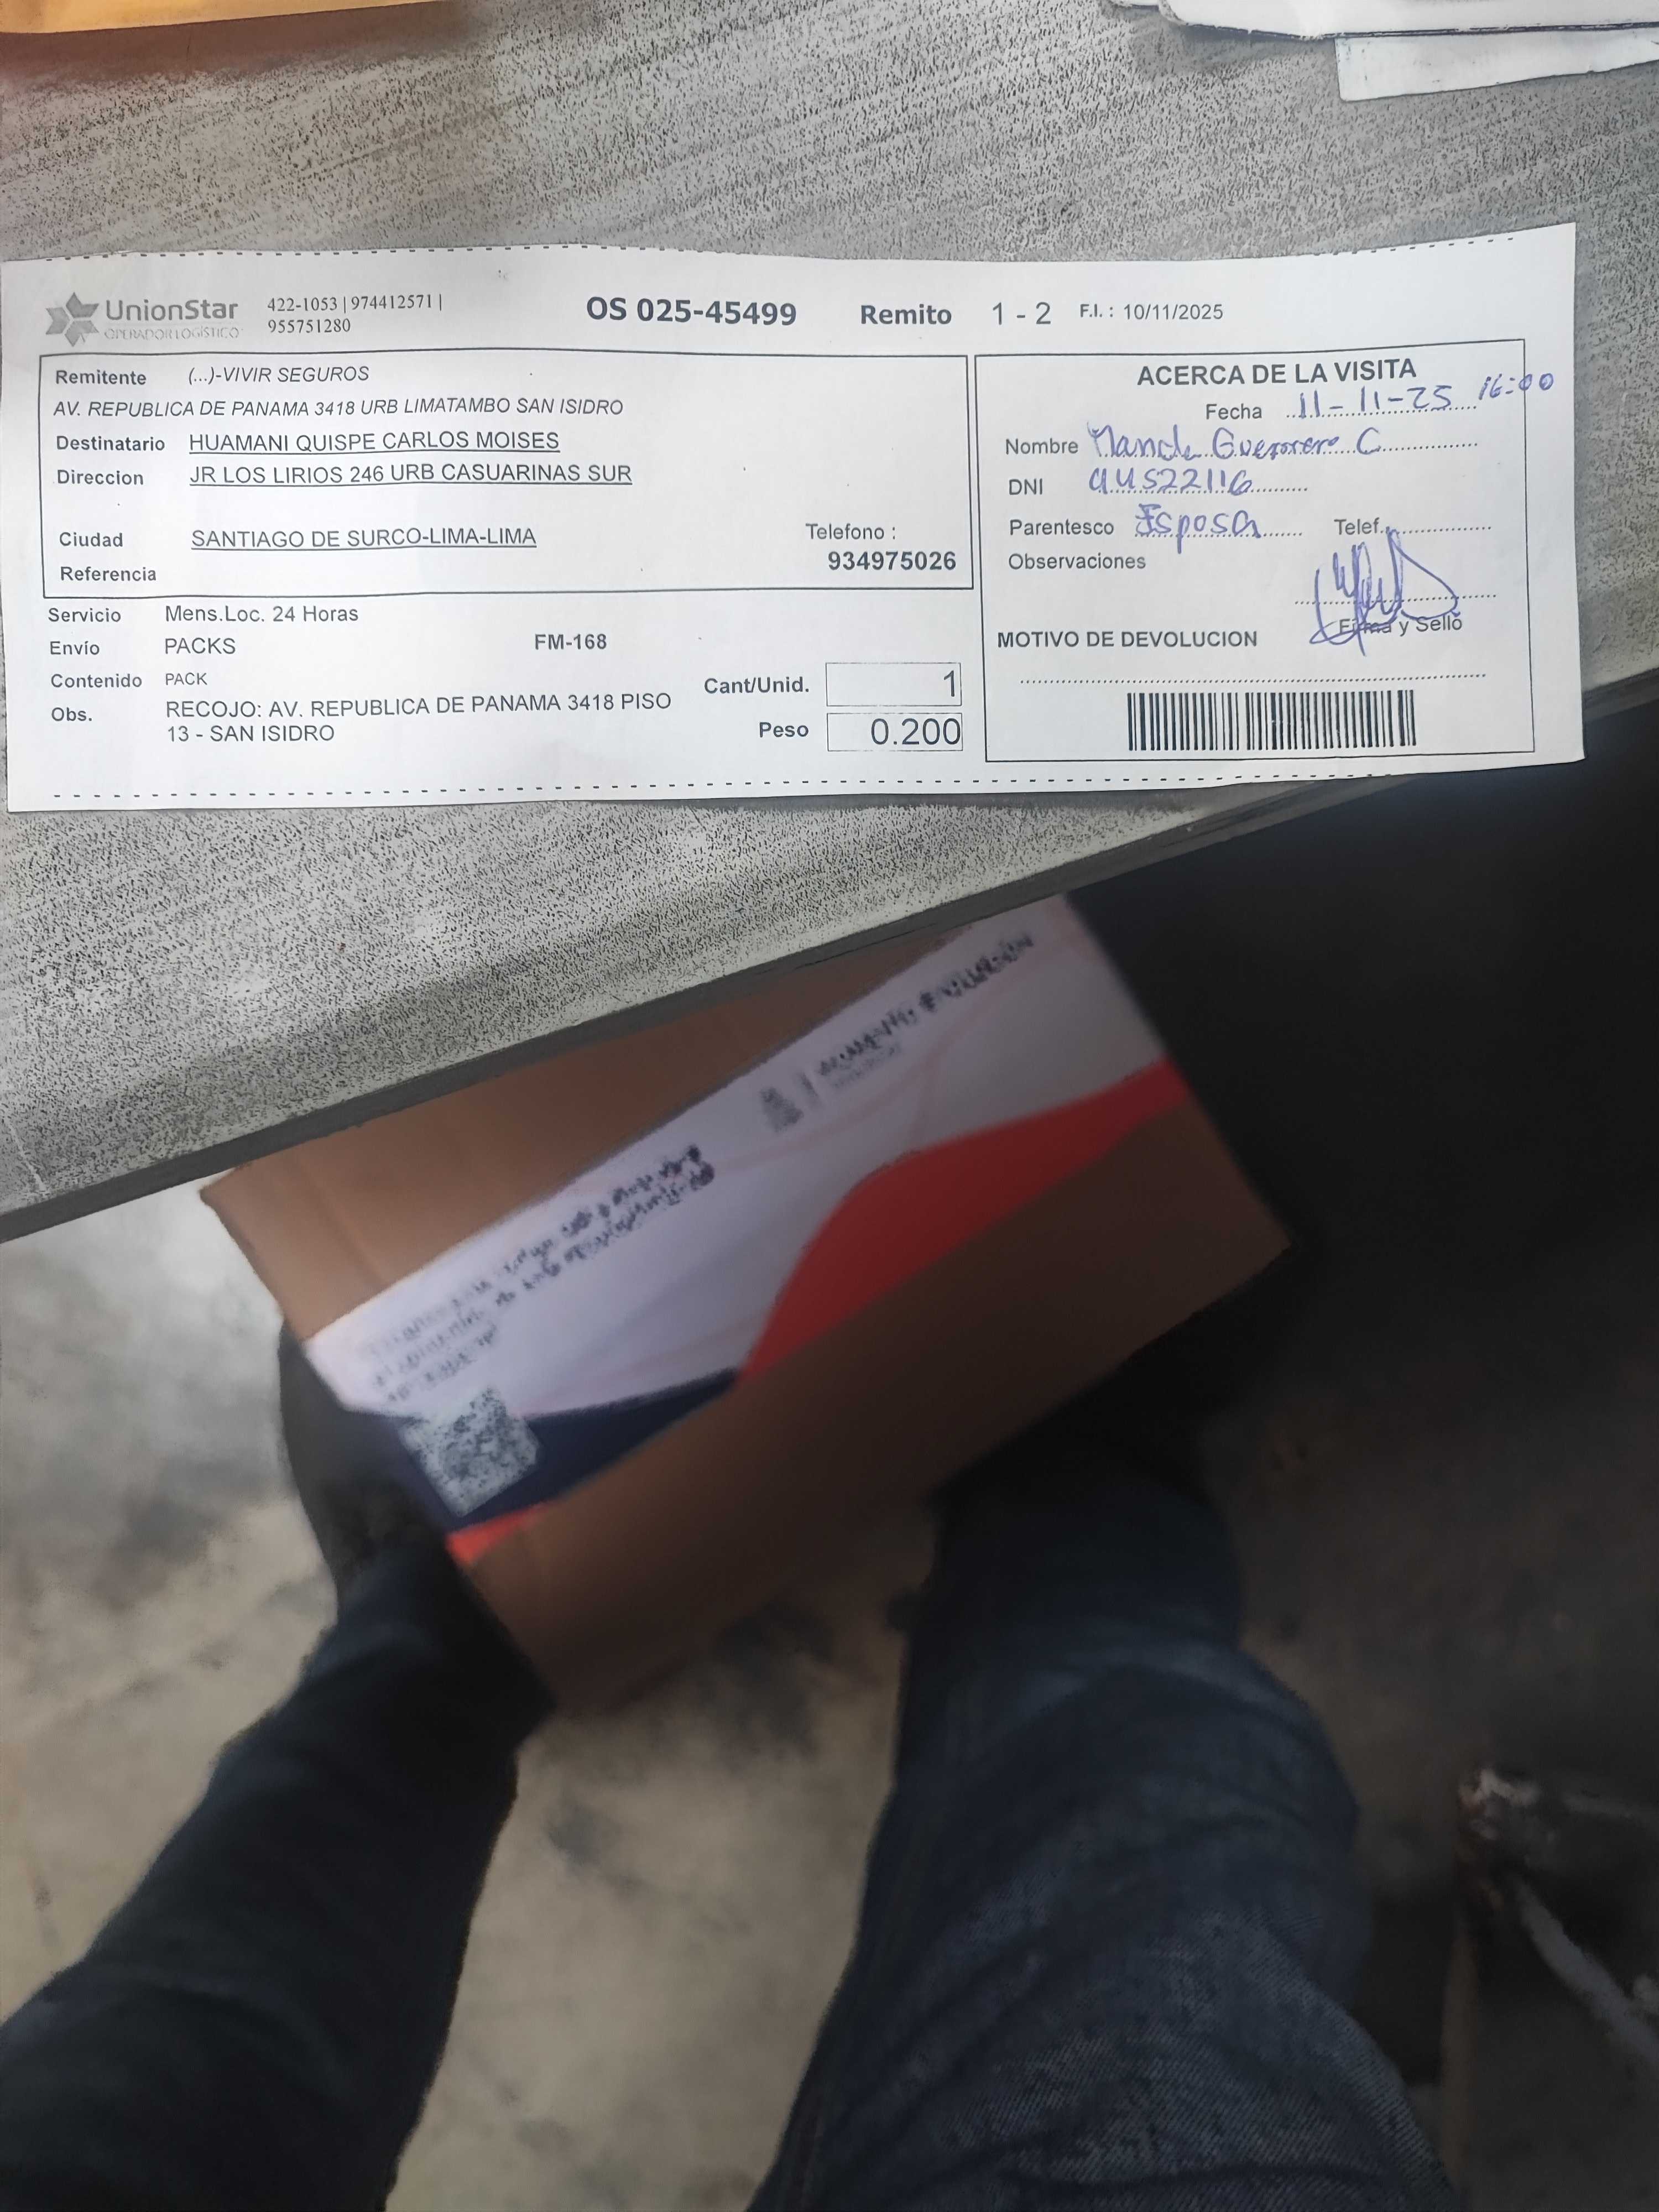 UnionStar
OPERADOR LOGÍSTICO
422-1053 | 974412571 |
955751280
OS 025-45499 Remito 1 - 2 F.I. : 10/11/2025
Remitente (...)-VIVIR SEGUROS
AV. REPUBLICA DE PANAMA 3418 URB LIMATAMBO SAN ISIDRO
Destinatario HUAMANI QUISPE CARLOS MOISES
Direccion JR LOS LIRIOS 246 URB CASUARINAS SUR
Ciudad SANTIAGO DE SURCO-LIMA-LIMA
Telefono :
934975026
Referencia
Servicio Mens.Loc. 24 Horas
Envío PACKS FM-168
Contenido PACK
Obs. RECOJO: AV. REPUBLICA DE PANAMA 3418 PISO
13 - SAN ISIDRO
Cant/Unid. 1
Peso 0.200
ACERCA DE LA VISITA
Fecha 11-11-25 16:00
Nombre Guerrero C
DNI
Parentesco Esposa Telef.
Observaciones
Firma y Sello
MOTIVO DE DEVOLUCION